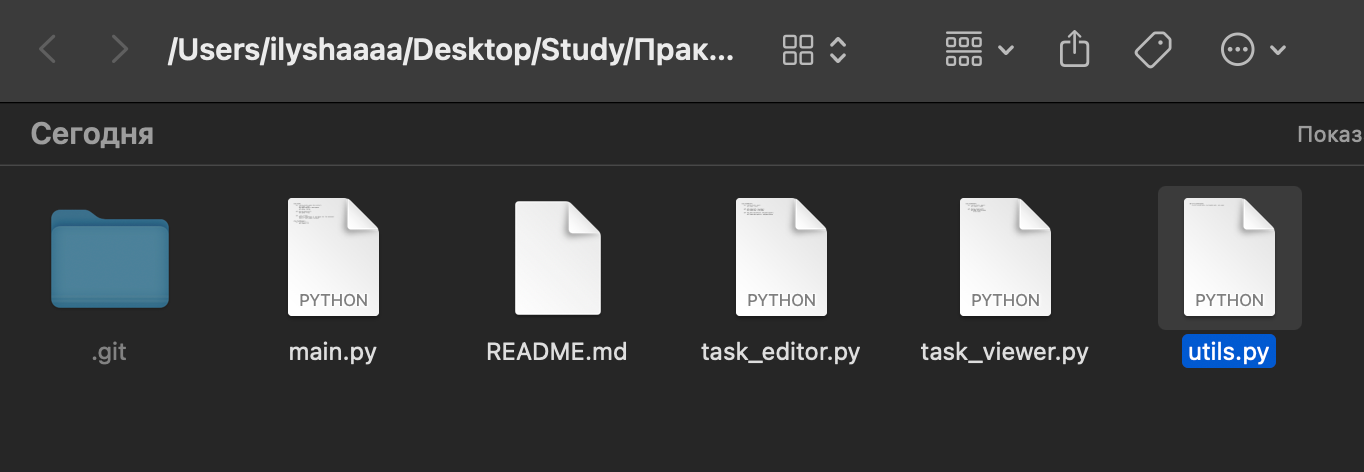 /Users/ilyshaaaa/Desktop/Study/Прак...
Сегодня
Показ
PYTHON
PYTHON
PYTHON
PYTHON
.git
main.py
README.md
task_editor.py
task_viewer.py
utils.py